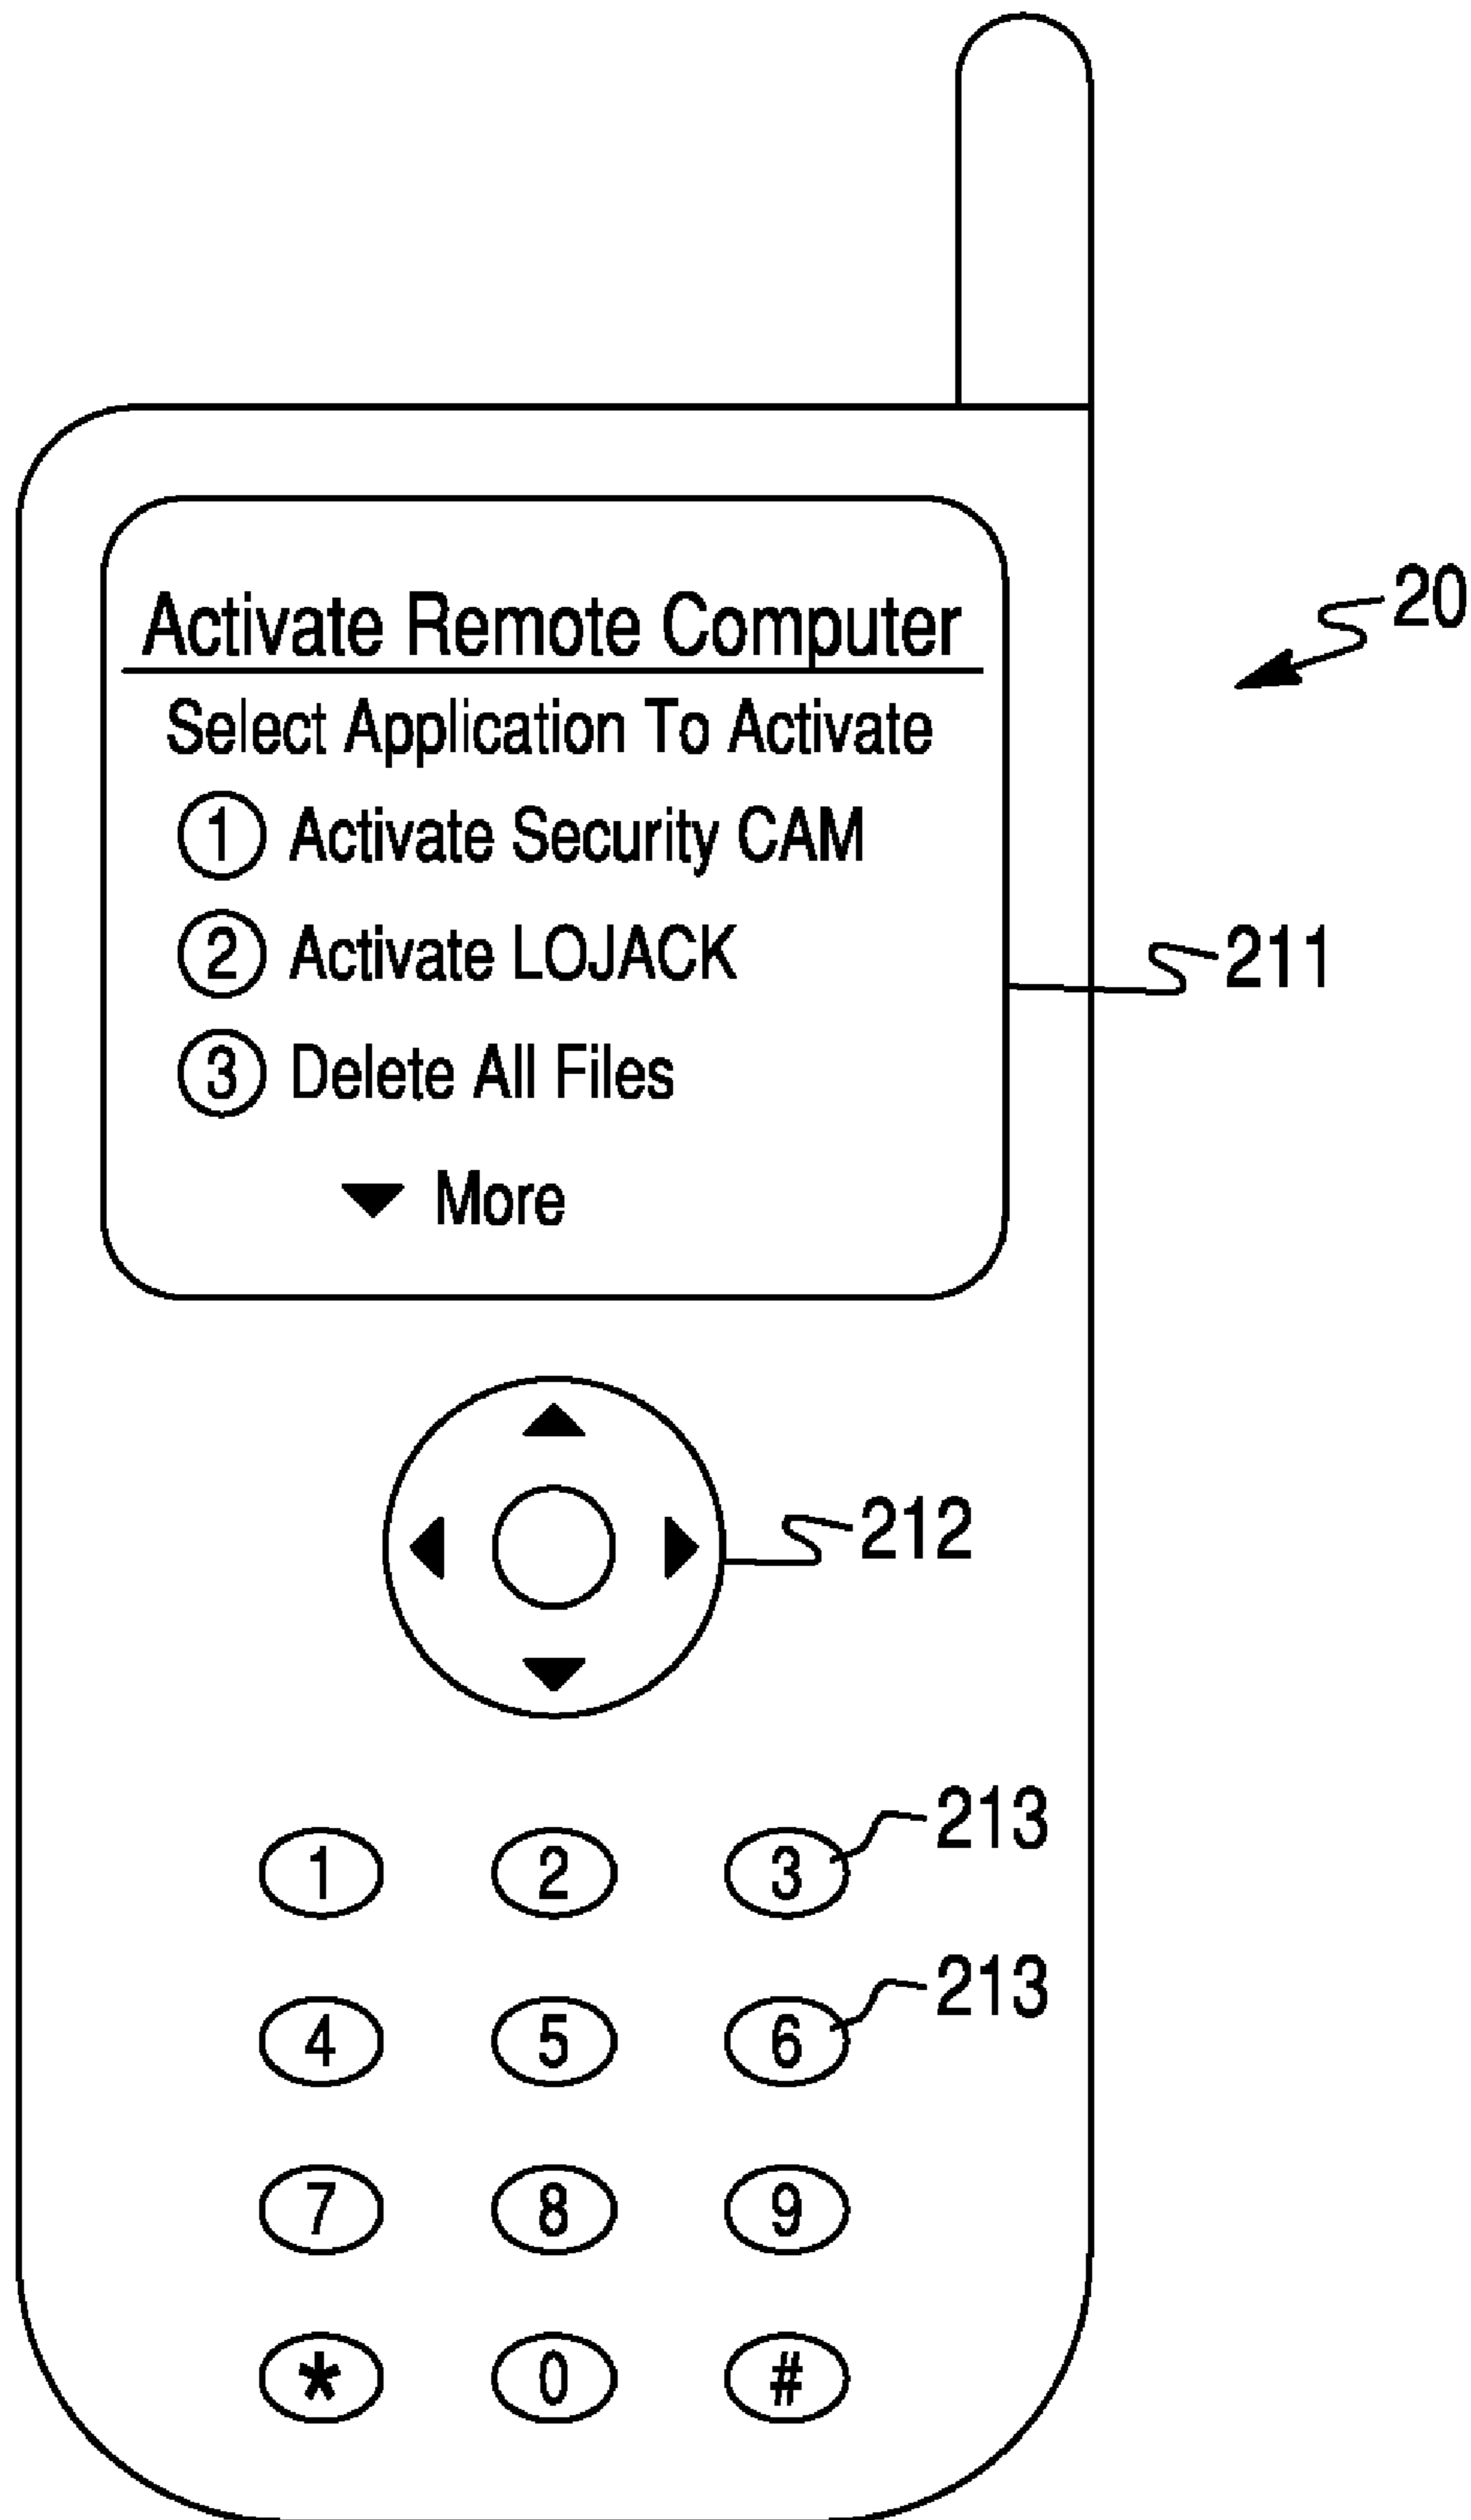 Activate Remote Computer
20
Select Application To Activate
1 Activate Security CAM
2 Activate LOJACK
211
3 Delete All Files
More
212
213
1 2 3
213
4 5 6
7 8 9
* 0 #